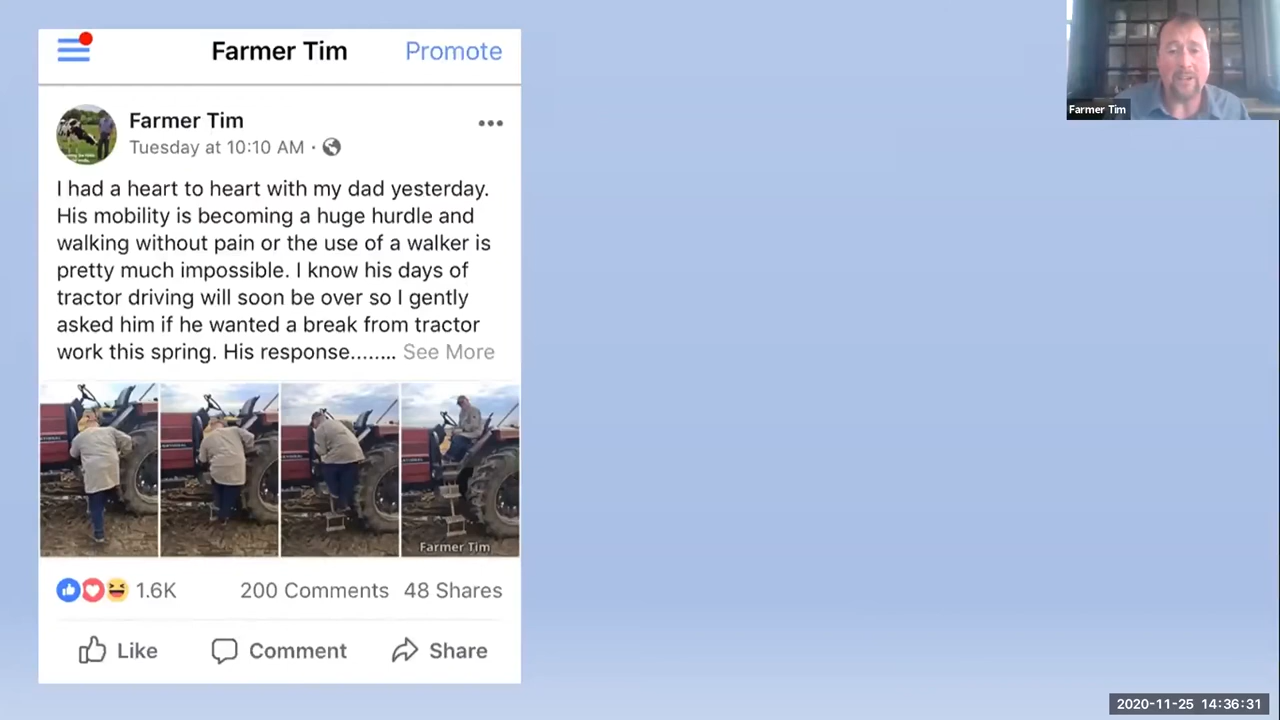 Farmer Tim
Promote
Farmer Tim
Tuesday at 10:10 AM ·
I had a heart to heart with my dad yesterday.
His mobility is becoming a huge hurdle and
walking without pain or the use of a walker is
pretty much impossible. I know his days of
tractor driving will soon be over so I gently
asked him if he wanted a break from tractor
work this spring. His response........ See More
Farmer Tim
1.6K
200 Comments
48 Shares
Like
Comment
Share
Farmer Tim
2020-11-25 14:36:31